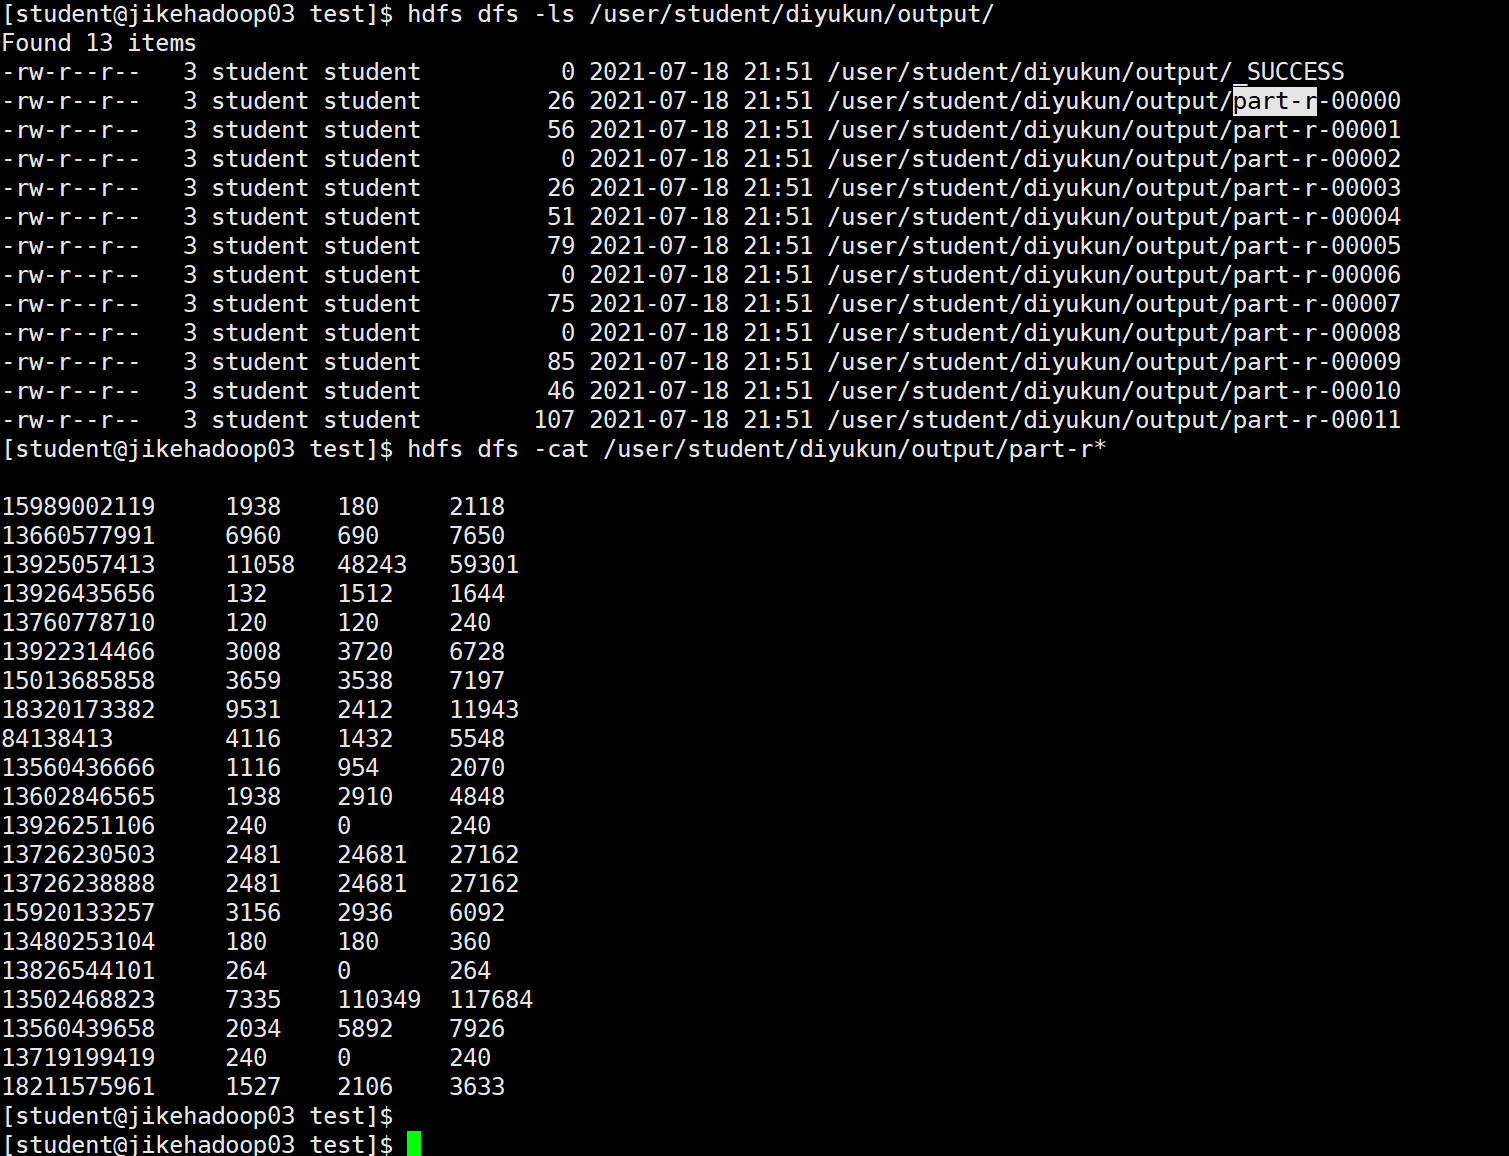 [student@jikehadoop03 test]$ hdfs dfs -ls /user/student/diyukun/output/
Found 13 items
-rw-r--r--   3 student student          0 2021-07-18 21:51 /user/student/diyukun/output/_SUCCESS
-rw-r--r--   3 student student         26 2021-07-18 21:51 /user/student/diyukun/output/part-r-00000
-rw-r--r--   3 student student         56 2021-07-18 21:51 /user/student/diyukun/output/part-r-00001
-rw-r--r--   3 student student          0 2021-07-18 21:51 /user/student/diyukun/output/part-r-00002
-rw-r--r--   3 student student         26 2021-07-18 21:51 /user/student/diyukun/output/part-r-00003
-rw-r--r--   3 student student         51 2021-07-18 21:51 /user/student/diyukun/output/part-r-00004
-rw-r--r--   3 student student         79 2021-07-18 21:51 /user/student/diyukun/output/part-r-00005
-rw-r--r--   3 student student          0 2021-07-18 21:51 /user/student/diyukun/output/part-r-00006
-rw-r--r--   3 student student         75 2021-07-18 21:51 /user/student/diyukun/output/part-r-00007
-rw-r--r--   3 student student          0 2021-07-18 21:51 /user/student/diyukun/output/part-r-00008
-rw-r--r--   3 student student         85 2021-07-18 21:51 /user/student/diyukun/output/part-r-00009
-rw-r--r--   3 student student         46 2021-07-18 21:51 /user/student/diyukun/output/part-r-00010
-rw-r--r--   3 student student        107 2021-07-18 21:51 /user/student/diyukun/output/part-r-00011
[student@jikehadoop03 test]$ hdfs dfs -cat /user/student/diyukun/output/part-r*
15989002119     1938    180     2118
13660577991     6960    690     7650
13925057413     11058   48243   59301
13926435656     132     1512    1644
13760778710     120     120     240
13922314466     3008    3720    6728
15013685858     3659    3538    7197
18320173382     9531    2412    11943
84138413        4116    1432    5548
13560436666     1116    954     2070
13602846565     1938    2910    4848
13926251106     240     0       240
13726230503     2481    24681   27162
13726238888     2481    24681   27162
15920133257     3156    2936    6092
13480253104     180     180     360
13826544101     264     0       264
13502468823     7335    110349  117684
13560439658     2034    5892    7926
13719199419     240     0       240
18211575961     1527    2106    3633
[student@jikehadoop03 test]$
[student@jikehadoop03 test]$